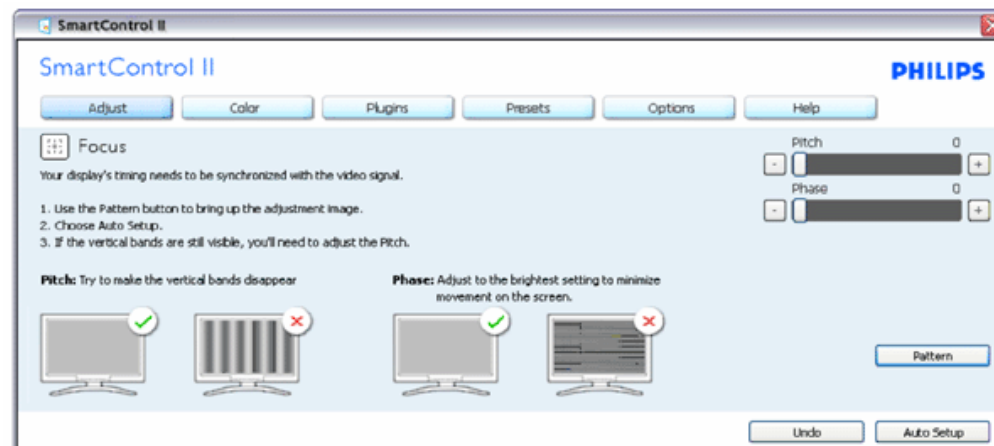 SmartControl II
SmartControl II
PHILIPS
Adjust Color Plugins Presets Options Help
Focus
Your display's timing needs to be synchronized with the video signal.
1. Use the Pattern button to bring up the adjustment image.
2. Choose Auto Setup.
3. If the vertical bands are still visible, you'll need to adjust the Pitch.
Pitch 0
- +
Phase 0
- +
Pitch: Try to make the vertical bands disappear
Phase: Adjust to the brightest setting to minimize
movement on the screen.
Pattern
Undo Auto Setup